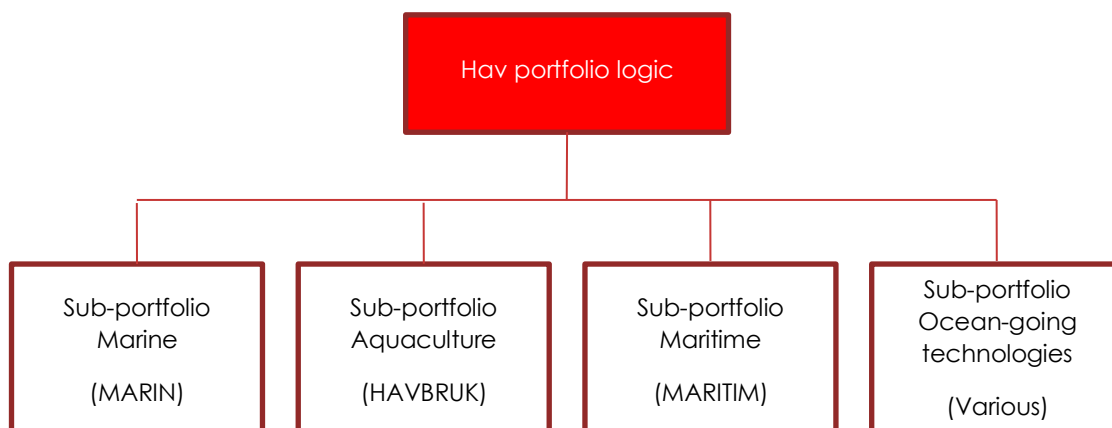 Hav portfolio logic
Sub-portfolio
Marine
(MARIN)
Sub-portfolio
Aquaculture
(HAVBRUK)
Sub-portfolio
Maritime
(MARITIM)
Sub-portfolio
Ocean-going
technologies
(Various)